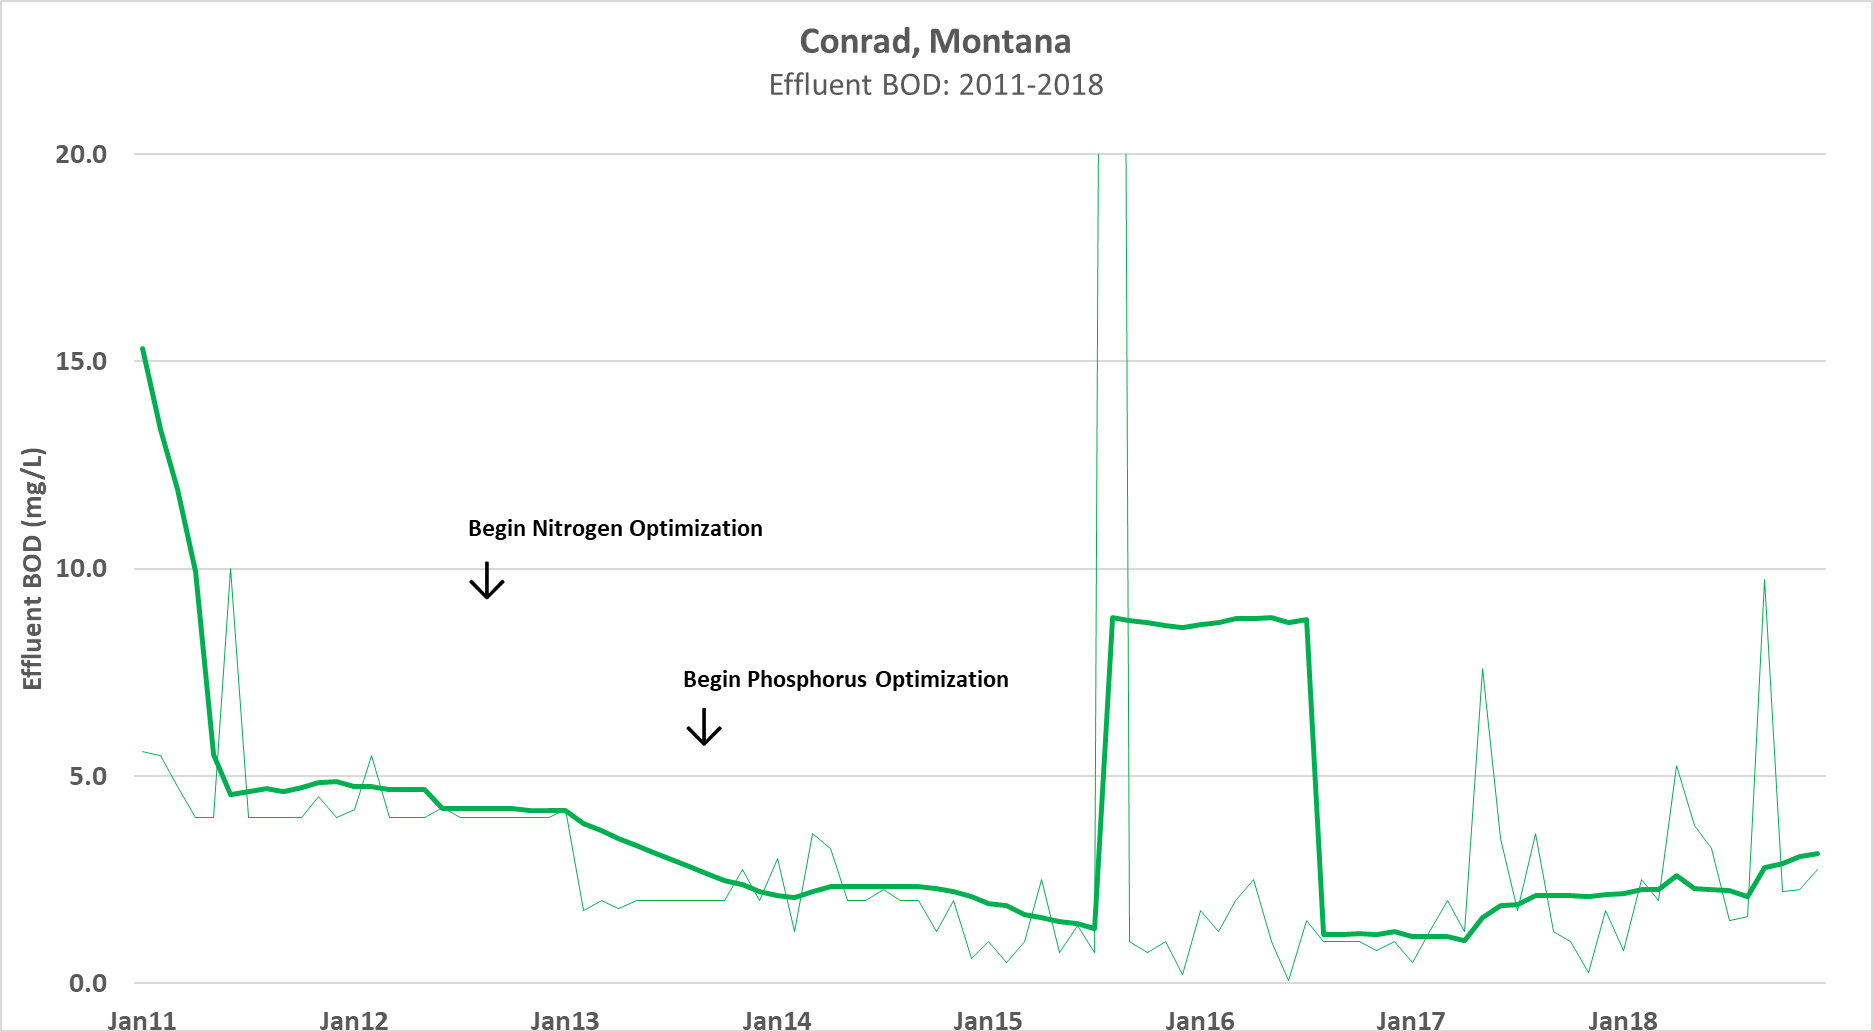 Conrad, Montana
Effluent BOD: 2011-2018
20.0
15.0
10.0
5.0
0.0
Effluent BOD (mg/L)
Begin Nitrogen Optimization
Begin Phosphorus Optimization
Jan11 Jan12 Jan13 Jan14 Jan15 Jan16 Jan17 Jan18